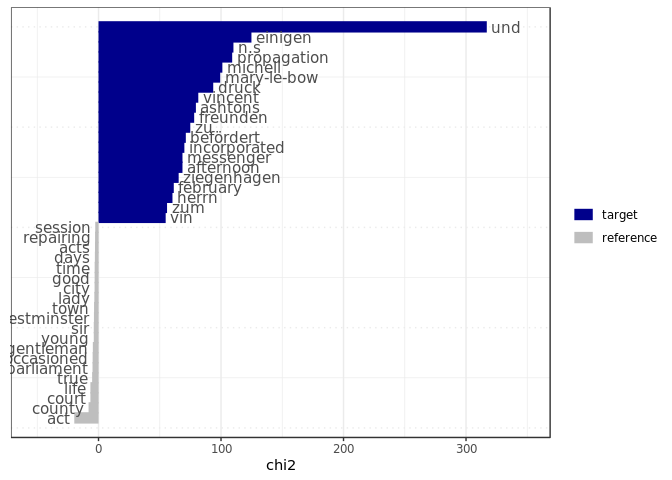 und
einigen
n.s
propagation
michell
mary-le-bow
druck
vincent
ashtons
freunden
zu
befördert
incorporated
messenger
afternoon
ziegenhagen
february
herrn
zum
vin
session
repairing
acts
days
time
good
city
lady
town
estminster
sir
young
gentleman
occasioned
parliament
true
life
court
county
act
target
reference
0 100 200 300
chi2